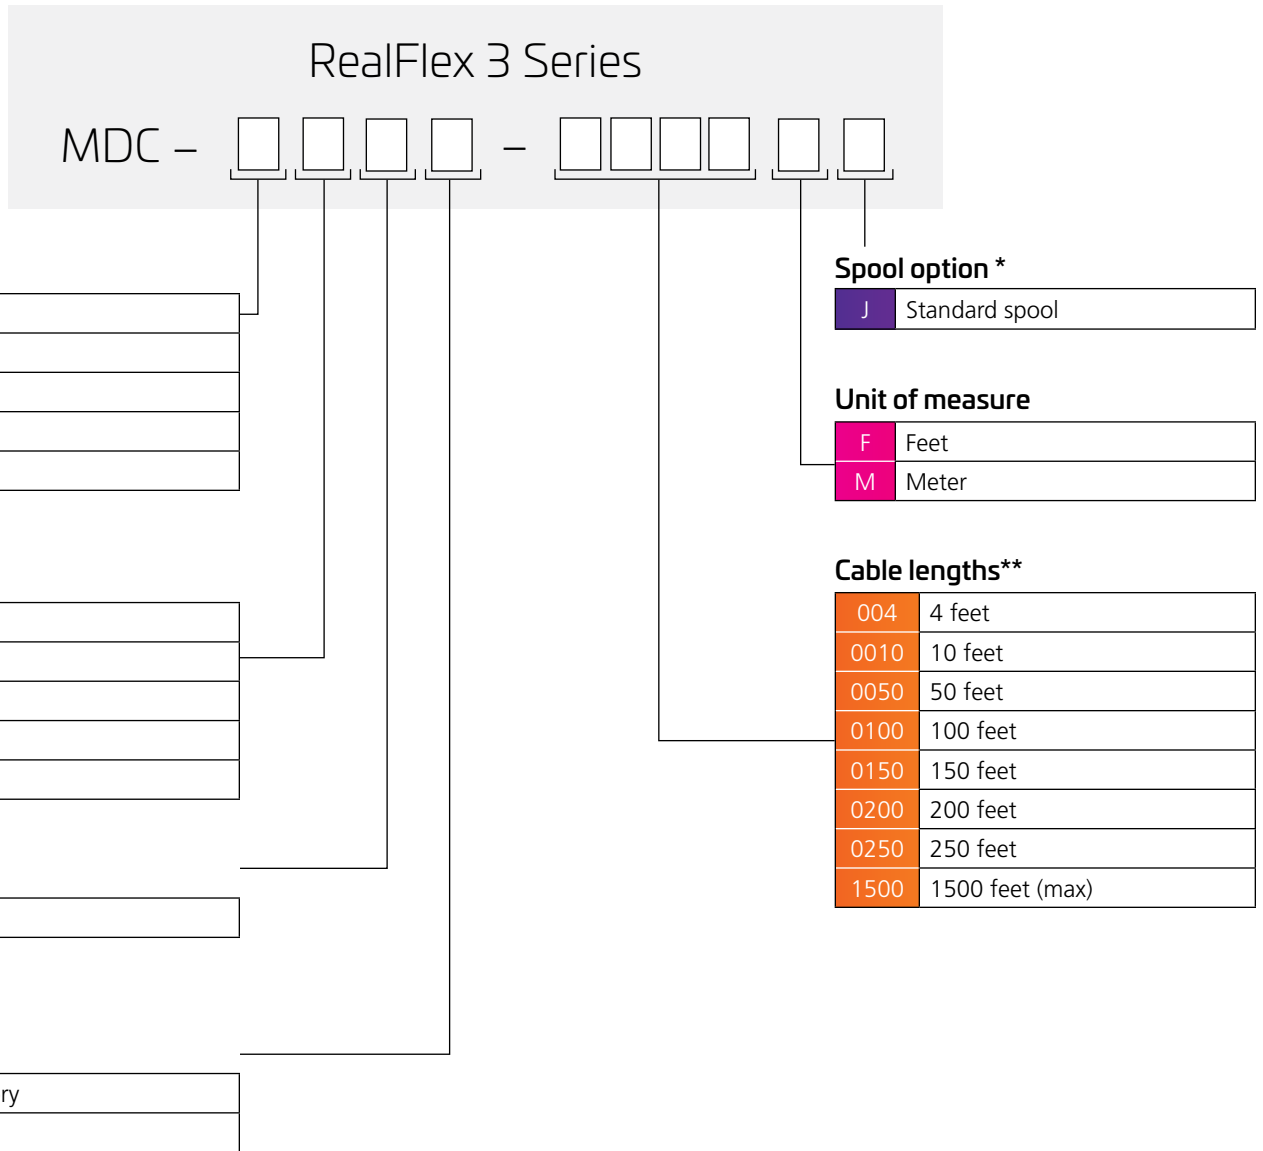 RealFlex 3 Series
MDC – –
Spool option *
J Standard spool
Unit of measure
F Feet
M Meter
Cable lengths**
004 4 feet
0010 10 feet
0050 50 feet
0100 100 feet
0150 150 feet
0200 200 feet
0250 250 feet
1500 1500 feet (max)
ry